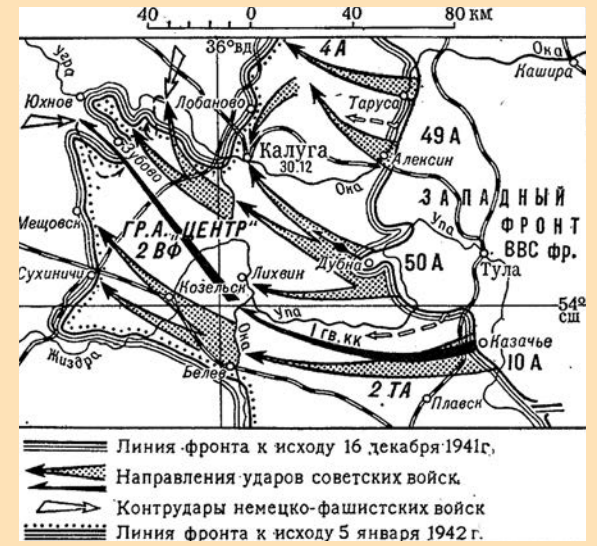 40 0 40 80 км
36° вд
4 А
Ока
Кашира
Угра
Юхнов
Лобаново
Таруса
49 А
Зубово
Калуга
30.12
Алексин
Ока
ЗАПАДНЫЙ
ФРОНТ
ВВС фр.
Упа
Мещовск
ГР.А. „ЦЕНТР"
2 ВФ
Дубна
50 А
Тула
Сухиничи
Козельск
Лихвин
54°
сш
Упа
1 гв. кк
Казачье
Жиздра
Ока
10 А
Белев
2 ТА
Плавск
Линия фронта к исходу 16 декабря 1941г,
Направления ударов советских войск
Контрудары немецко-фашистских войск
Линия фронта к исходу 5 января 1942 г.